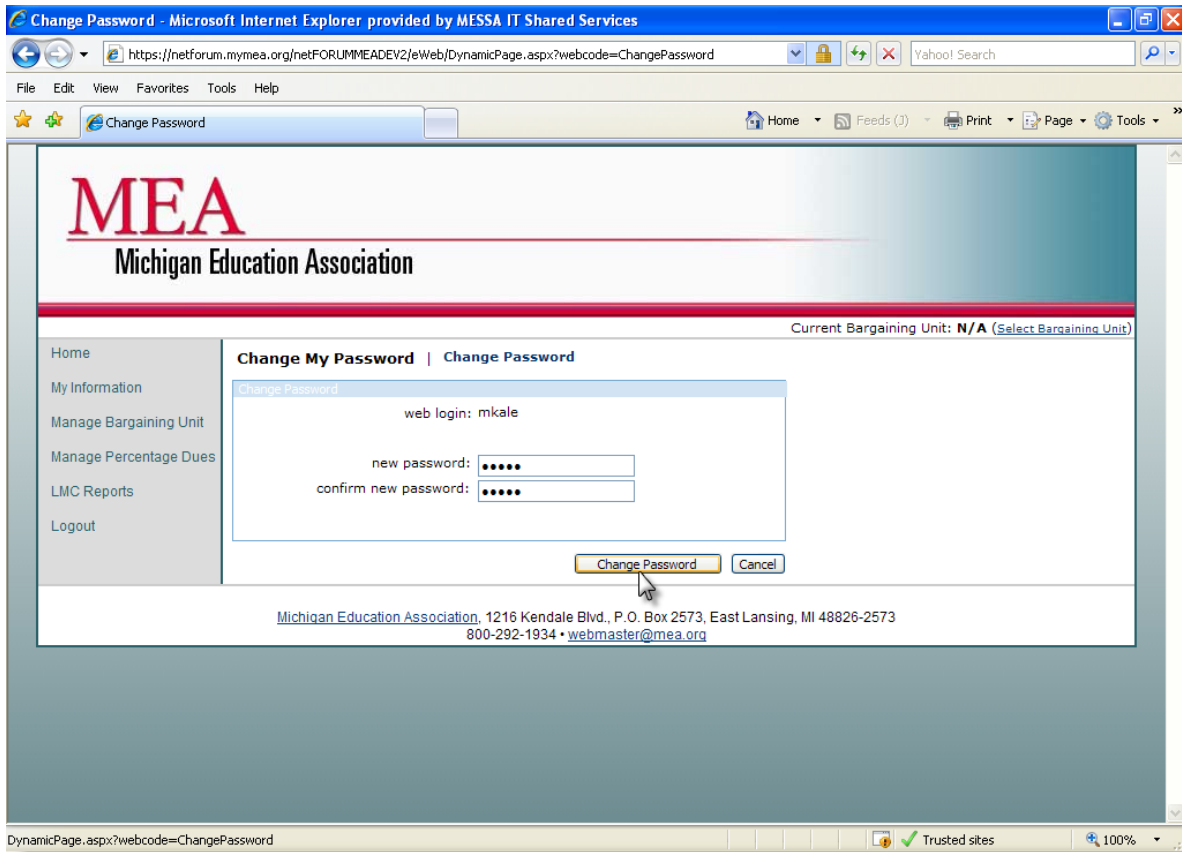 Change Password - Microsoft Internet Explorer provided by MESSA IT Shared Services
https://netforum.mymea.org/netFORUMMEADEV2/eWeb/DynamicPage.aspx?webcode=ChangePassword
Yahoo! Search
File Edit View Favorites Tools Help
Change Password
Home Feeds (J) Print Page Tools »
MEA
Michigan Education Association
Current Bargaining Unit: N/A (Select Bargaining Unit)
Home
My Information
Manage Bargaining Unit
Manage Percentage Dues
LMC Reports
Logout
Change My Password | Change Password
Change Password
web login: mkale
new password: •••••
confirm new password: •••••
Change Password Cancel
Michigan Education Association, 1216 Kendale Blvd., P.O. Box 2573, East Lansing, MI 48826-2573
800-292-1934 • webmaster@mea.org
DynamicPage.aspx?webcode=ChangePassword
Trusted sites
100%